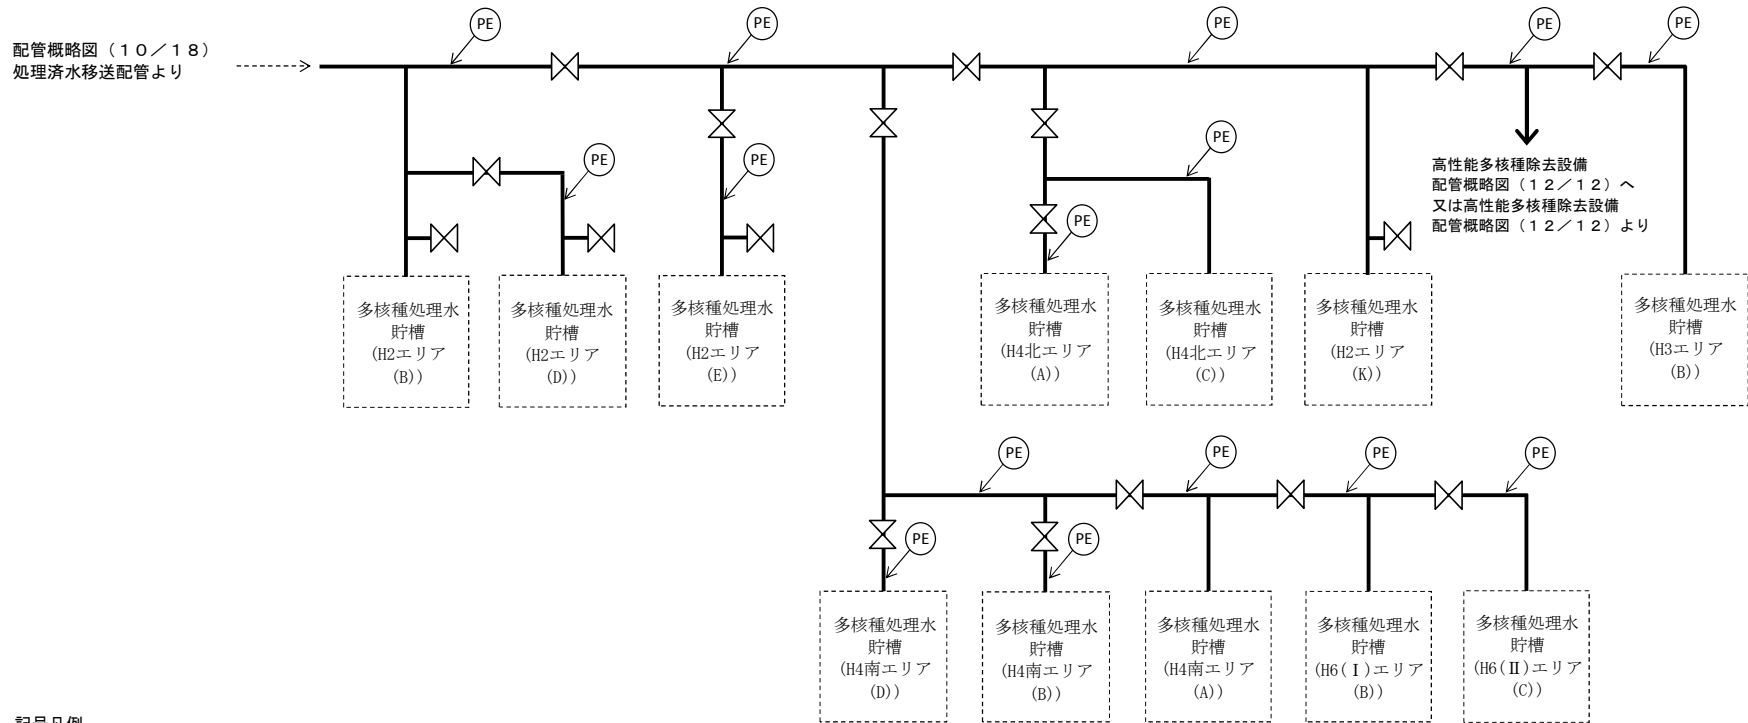 配管概略図（１０／１８）
処理済水移送配管より
PE
PE
PE
PE
PE
PE
PE
PE
PE
高性能多核種除去設備
配管概略図（１２／１２）へ
又は高性能多核種除去設備
配管概略図（１２／１２）より
PE
多核種処理水
貯槽
(H2エリア
(B))
多核種処理水
貯槽
(H2エリア
(D))
多核種処理水
貯槽
(H2エリア
(E))
多核種処理水
貯槽
(H4北エリア
(A))
多核種処理水
貯槽
(H4北エリア
(C))
多核種処理水
貯槽
(H2エリア
(K))
多核種処理水
貯槽
(H3エリア
(B))
PE
PE
PE
PE
PE
PE
多核種処理水
貯槽
(H4南エリア
(D))
多核種処理水
貯槽
(H4南エリア
(B))
多核種処理水
貯槽
(H4南エリア
(A))
多核種処理水
貯槽
(H6(Ⅰ)エリア
(B))
多核種処理水
貯槽
(H6(Ⅱ)エリア
(C))